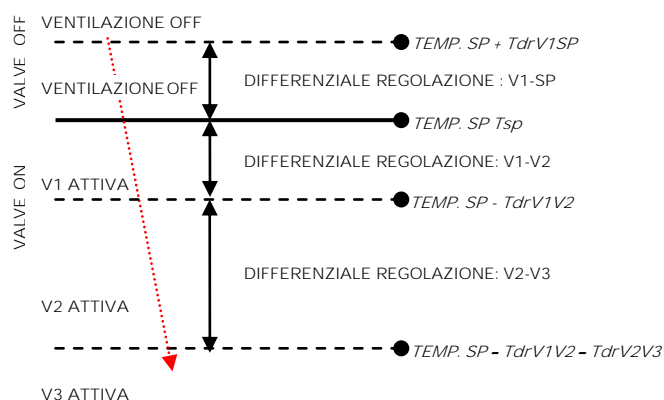 VENTILAZIONE OFF
TEMP. SP + TdrV1SP
VALVE OFF
DIFFERENZIALE REGOLAZIONE : V1-SP
VENTILAZIONE OFF
TEMP. SP Tsp
DIFFERENZIALE REGOLAZIONE: V1-V2
V1 ATTIVA
TEMP. SP - TdrV1V2
VALVE ON
DIFFERENZIALE REGOLAZIONE: V2-V3
V2 ATTIVA
TEMP. SP – TdrV1V2 – TdrV2V3
V3 ATTIVA